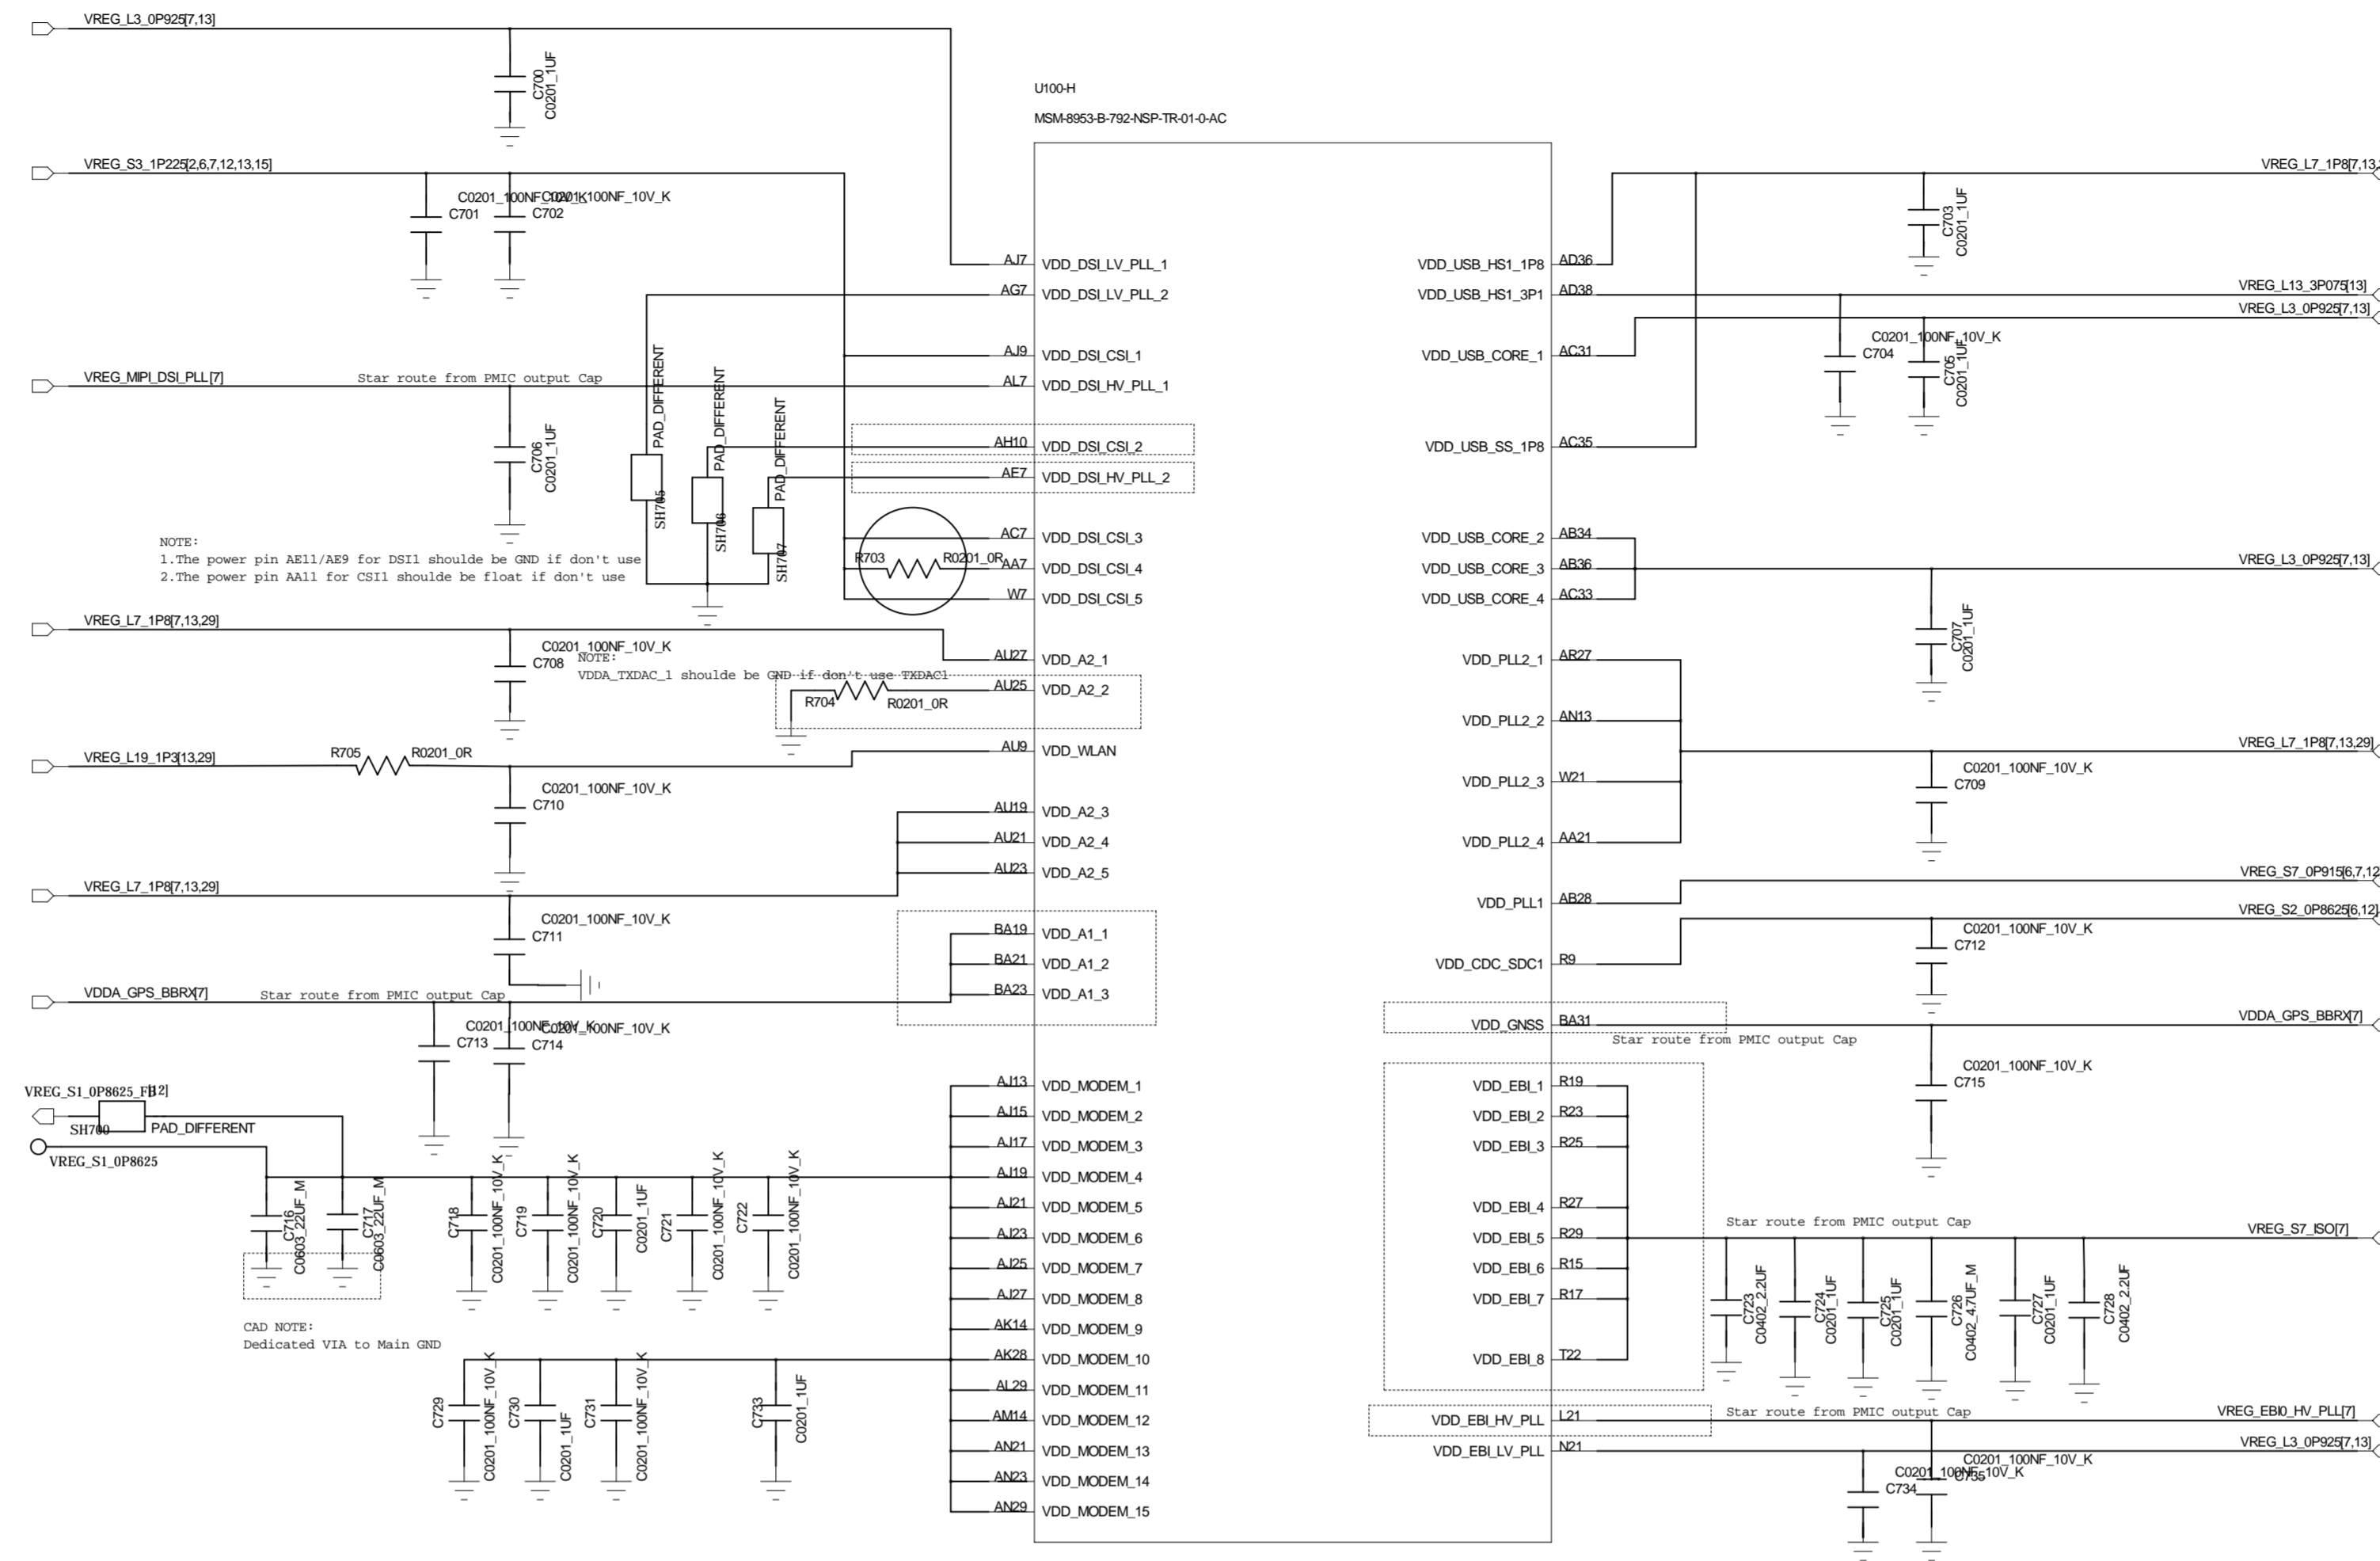 VREG_L3_0P925[7,13]
C700
C0201_1UF
U100-H
MSM-8953-B-792-NSP-TR-01-0-AC
VREG_S3_1P225[2,6,7,12,13,15]
C0201_100NF_10V_K
C701
C0201_100NF_10V_K
C702
VREG_MIPI_DSI_PLL[7]
Star route from PMIC output Cap
C706
C0201_1UF
PAD_DIFFERENT
SH705
PAD_DIFFERENT
SH706
PAD_DIFFERENT
SH707
NOTE:
1.The power pin AE11/AE9 for DSI1 shoulde be GND if don't use
2.The power pin AA11 for CSI1 shoulde be float if don't use
R703
R0201_0R
VREG_L7_1P8[7,13,29]
C0201_100NF_10V_K
C708
NOTE:
VDDA_TXDAC_1 shoulde be GND if don't use TXDAC1
R704
R0201_0R
VREG_L19_1P3[13,29]
R705
R0201_0R
C0201_100NF_10V_K
C710
VREG_L7_1P8[7,13,29]
C0201_100NF_10V_K
C711
VDDA_GPS_BBRX[7]
Star route from PMIC output Cap
C0201_100NF_10V_K
C713
C0201_100NF_10V_K
C714
VREG_S1_0P8625_FB
[12]
SH700
PAD_DIFFERENT
VREG_S1_0P8625
C716
C0603_22UF_M
C717
C0603_22UF_M
C718
C0201_100NF_10V_K
C719
C0201_100NF_10V_K
C720
C0201_1UF
C721
C0201_100NF_10V_K
C722
C0201_100NF_10V_K
CAD NOTE:
Dedicated VIA to Main GND
C729
C0201_100NF_10V_K
C730
C0201_1UF
C731
C0201_100NF_10V_K
C733
C0201_1UF
AJ7 VDD_DSI_LV_PLL_1
AG7 VDD_DSI_LV_PLL_2
AJ9 VDD_DSI_CSI_1
AL7 VDD_DSI_HV_PLL_1
AH10 VDD_DSI_CSI_2
AE7 VDD_DSI_HV_PLL_2
AC7 VDD_DSI_CSI_3
AA7 VDD_DSI_CSI_4
W7 VDD_DSI_CSI_5
AU27 VDD_A2_1
AU25 VDD_A2_2
AU9 VDD_WLAN
AU19 VDD_A2_3
AU21 VDD_A2_4
AU23 VDD_A2_5
BA19 VDD_A1_1
BA21 VDD_A1_2
BA23 VDD_A1_3
AJ13 VDD_MODEM_1
AJ15 VDD_MODEM_2
AJ17 VDD_MODEM_3
AJ19 VDD_MODEM_4
AJ21 VDD_MODEM_5
AJ23 VDD_MODEM_6
AJ25 VDD_MODEM_7
AJ27 VDD_MODEM_8
AK14 VDD_MODEM_9
AK28 VDD_MODEM_10
AL29 VDD_MODEM_11
AM14 VDD_MODEM_12
AN21 VDD_MODEM_13
AN23 VDD_MODEM_14
AN29 VDD_MODEM_15
VDD_USB_HS1_1P8 AD36
VDD_USB_HS1_3P1 AD38
VDD_USB_CORE_1 AC31
VDD_USB_SS_1P8 AC35
VDD_USB_CORE_2 AB34
VDD_USB_CORE_3 AB36
VDD_USB_CORE_4 AC33
VDD_PLL2_1 AR27
VDD_PLL2_2 AN13
VDD_PLL2_3 W21
VDD_PLL2_4 AA21
VDD_PLL1 AB28
VDD_CDC_SDC1 R9
VDD_GNSS BA31
VDD_EBI_1 R19
VDD_EBI_2 R23
VDD_EBI_3 R25
VDD_EBI_4 R27
VDD_EBI_5 R29
VDD_EBI_6 R15
VDD_EBI_7 R17
VDD_EBI_8 T22
VDD_EBI_HV_PLL L21
VDD_EBI_LV_PLL N21
VREG_L7_1P8[7,13,
C703
C0201_1UF
VREG_L13_3P075[13]
VREG_L3_0P925[7,13]
C0201_100NF_10V_K
C704
C705
C0201_1UF
VREG_L3_0P925[7,13]
C707
C0201_1UF
VREG_L7_1P8[7,13,29]
C0201_100NF_10V_K
C709
VREG_S7_0P915[6,7,12
VREG_S2_0P8625[6,12]
C0201_100NF_10V_K
C712
VDDA_GPS_BBRX[7]
Star route from PMIC output Cap
C0201_100NF_10V_K
C715
Star route from PMIC output Cap
VREG_S7_ISO[7]
C723
C0402_2.2UF
C724
C0201_1UF
C725
C0201_1UF
C726
C0402_4.7UF_M
C727
C0201_1UF
C728
C0402_2.2UF
Star route from PMIC output Cap
VREG_EBI0_HV_PLL[7]
VREG_L3_0P925[7,13]
C0201_100NF_10V_K
C734
C0201_100NF_10V_K
C735